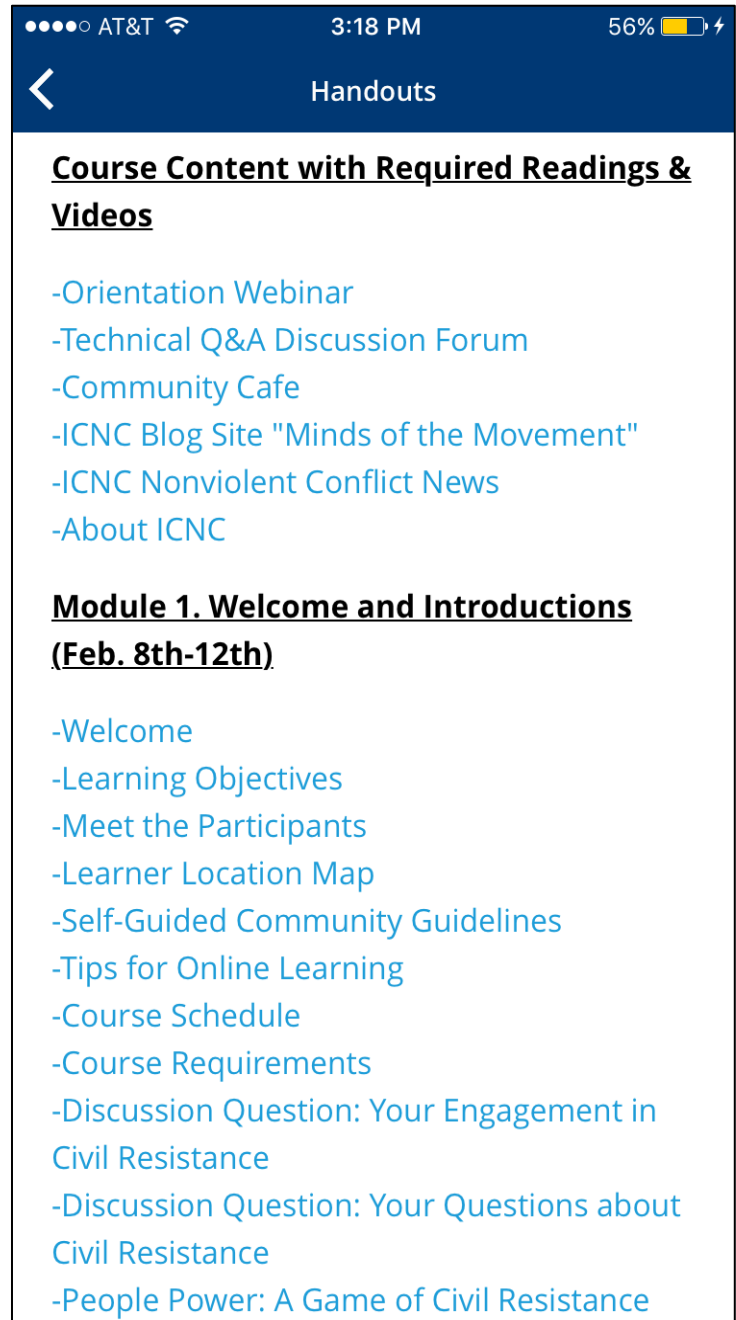 AT&T 3:18 PM 56%
Handouts
Course Content with Required Readings &
Videos
-Orientation Webinar
-Technical Q&A Discussion Forum
-Community Cafe
-ICNC Blog Site "Minds of the Movement"
-ICNC Nonviolent Conflict News
-About ICNC
Module 1. Welcome and Introductions
(Feb. 8th-12th)
-Welcome
-Learning Objectives
-Meet the Participants
-Learner Location Map
-Self-Guided Community Guidelines
-Tips for Online Learning
-Course Schedule
-Course Requirements
-Discussion Question: Your Engagement in
Civil Resistance
-Discussion Question: Your Questions about
Civil Resistance
-People Power: A Game of Civil Resistance